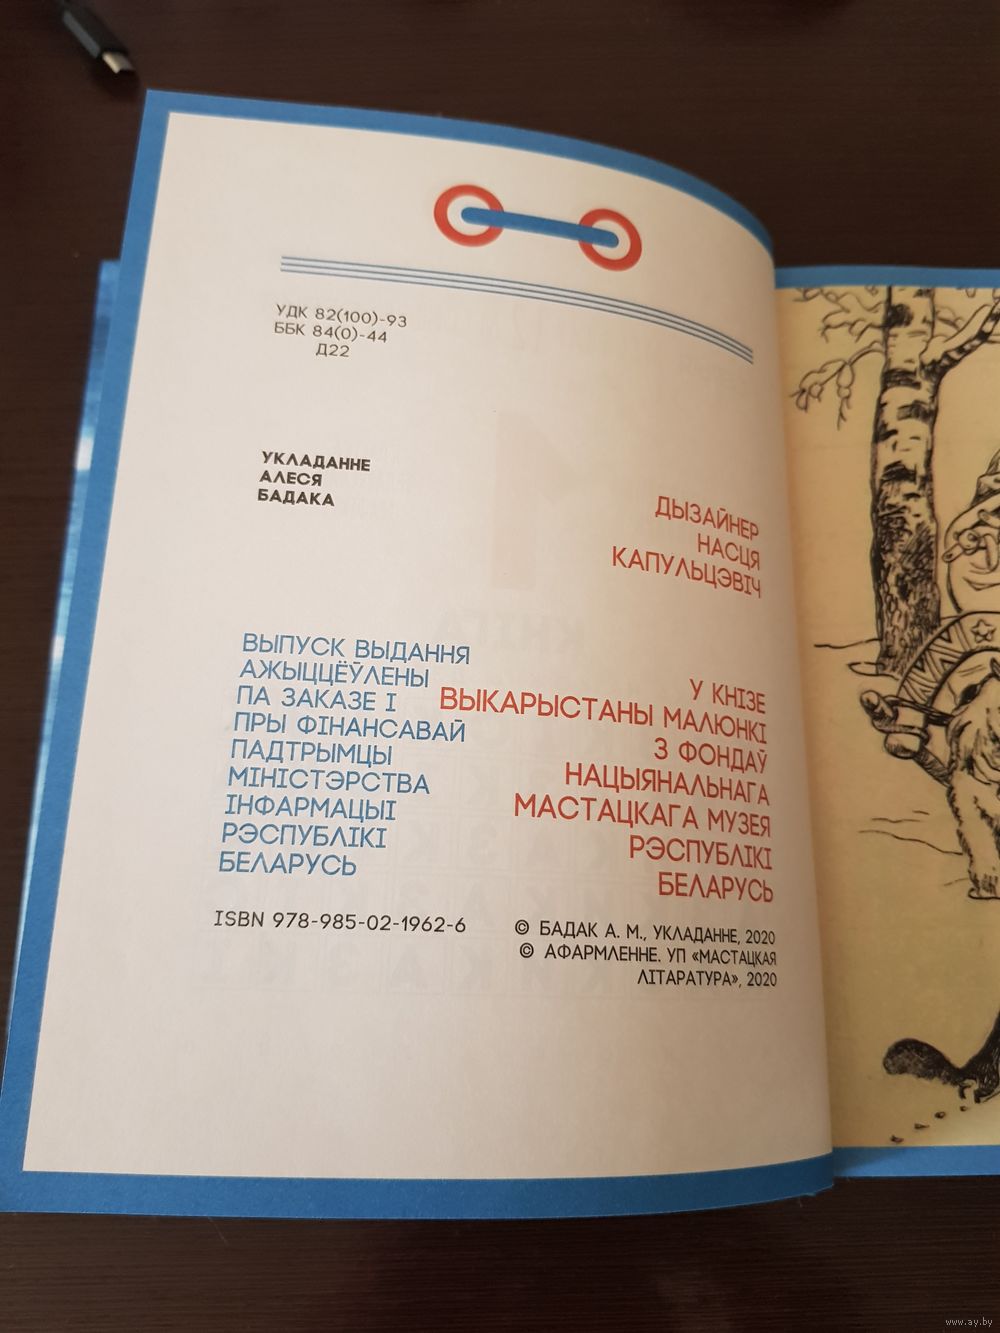 УДК 82(100)-93
ББК 84(0)-44
Д22
УКЛАДАННЕ
АЛЕСЯ
БАДАКА
ДЫЗАЙНЕР
НАСЦЯ
КАПУЛЬЦЭВІЧ
ВЫПУСК ВЫДАННЯ
АЖЫЦЦЁЎЛЕНЫ
ПА ЗАКАЗЕ І
ПРЫ ФІНАНСАВАЙ
ПАДТРЫМЦЫ
МІНІСТЭРСТВА
ІНФАРМАЦЫІ
РЭСПУБЛІКІ
БЕЛАРУСЬ
У КНІЗЕ
ВЫКАРЫСТАНЫ МАЛЮНКІ
З ФОНДАЎ
НАЦЫЯНАЛЬНАГА
МАСТАЦКАГА МУЗЕЯ
РЭСПУБЛІКІ
БЕЛАРУСЬ
ISBN 978-985-02-1962-6
© БАДАК А. М., УКЛАДАННЕ, 2020
© АФАРМЛЕННЕ. УП «МАСТАЦКАЯ
ЛІТАРАТУРА», 2020
www.ay.by